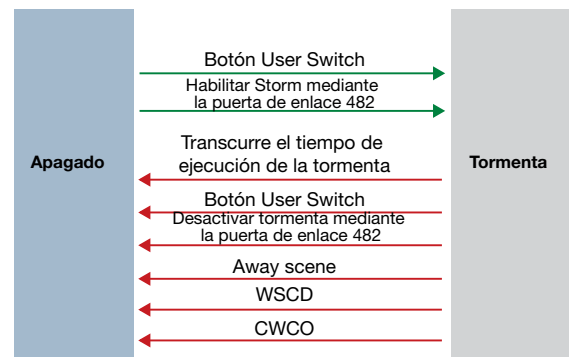 Apagado
Botón User Switch
Habilitar Storm mediante
la puerta de enlace 482
Transcurre el tiempo de
ejecución de la tormenta
Botón User Switch
Desactivar tormenta mediante
la puerta de enlace 482
Away scene
WSCD
CWCO
Tormenta